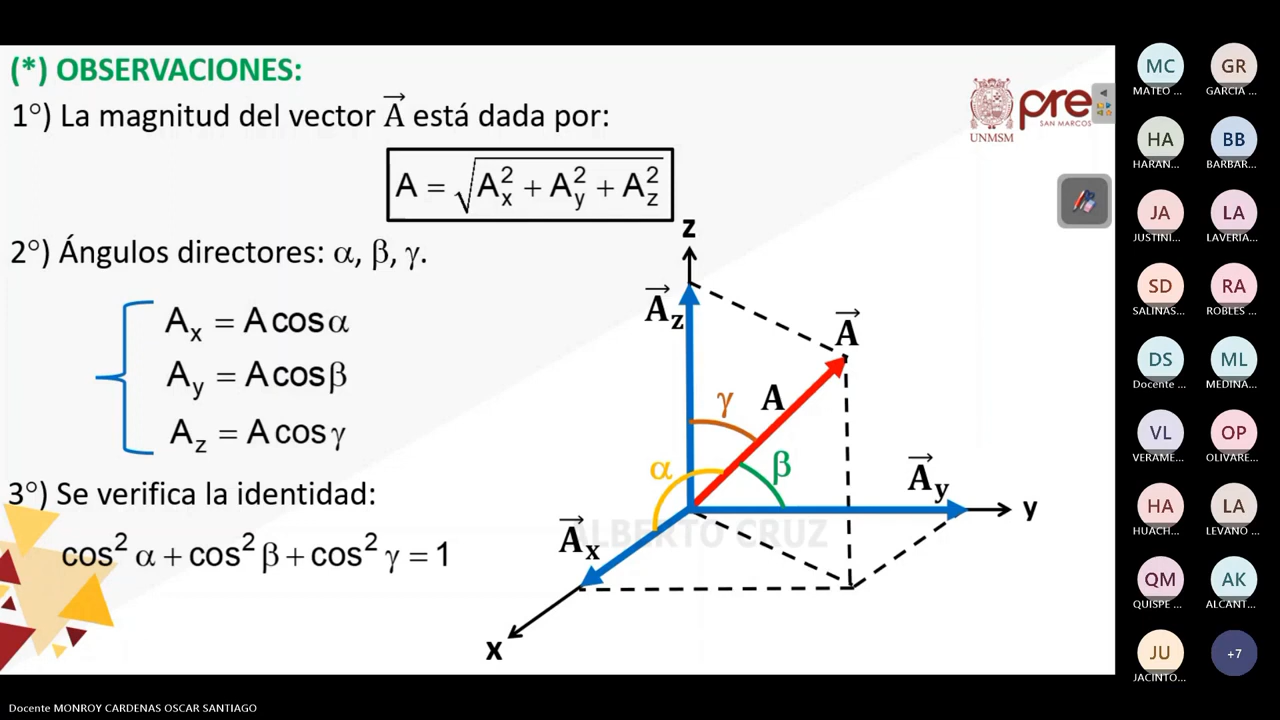 (*) OBSERVACIONES:
1°) La magnitud del vector A⃗ está dada por:
A = √(A_x² + A_y² + A_z²)
2°) Ángulos directores: α, β, γ.
A_x = A cos α
A_y = A cos β
A_z = A cos γ
3°) Se verifica la identidad:
cos² α + cos² β + cos² γ = 1
UNMSM
pre
SAN MARCOS
z
A⃗_z
A⃗
γ
A
α
β
A⃗_y
y
A⃗_x
x
ALBERTO CRUZ
MC
MATEO ...
GR
GARCIA ...
HA
HARAN...
BB
BARBAR...
JA
JUSTINI...
LA
LAVERIA...
SD
SALINAS...
RA
ROBLES ...
DS
Docente ...
ML
MEDINA...
VL
VERAME...
OP
OLIVARE...
HA
HUACH...
LA
LEVANO ...
QM
QUISPE ...
AK
ALCANT...
JU
JACINTO...
+7
Docente MONROY CARDENAS OSCAR SANTIAGO